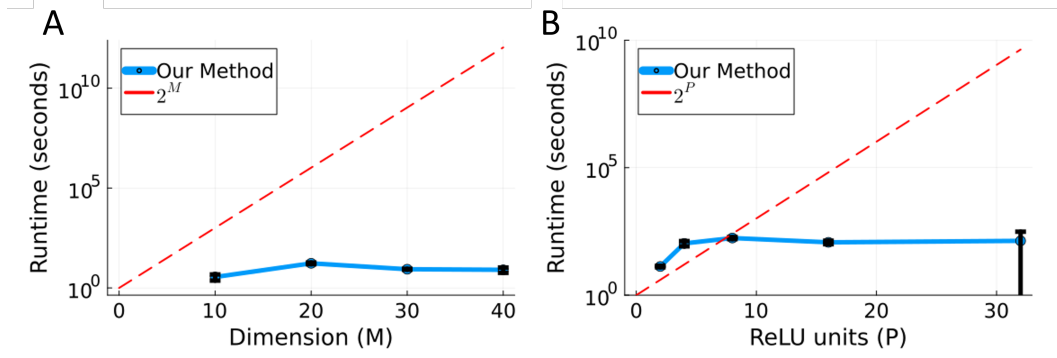 A
Runtime (seconds)
10^10
10^5
10^0
Our Method
2^M
0
10
20
30
40
Dimension (M)
B
Runtime (seconds)
10^10
10^5
10^0
Our Method
2^P
0
10
20
30
ReLU units (P)